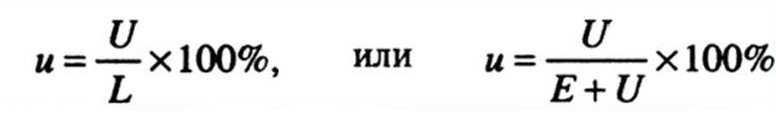 u = U/L × 100%, или u = U/(E + U) × 100%